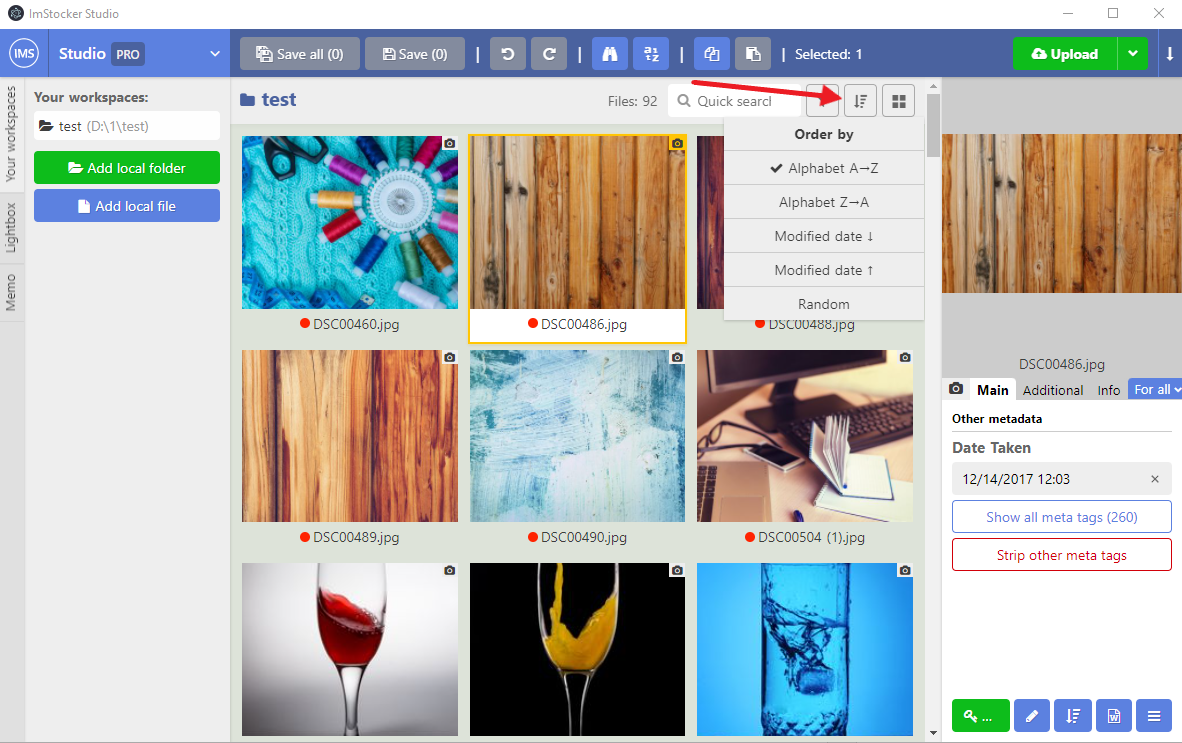 ImStocker Studio
IMS Studio PRO
Save all (0) Save (0) | | a z | Selected: 1 Upload
Your workspaces
Lightbox
Memo
Your workspaces:
test (D:\1\test)
Add local folder
Add local file
test Files: 92 Quick search
Order by
✔ Alphabet A→Z
Alphabet Z→A
Modified date ↓
Modified date ↑
Random
DSC00460.jpg DSC00486.jpg DSC00488.jpg
DSC00489.jpg DSC00490.jpg DSC00504 (1).jpg
DSC00486.jpg
Main Additional Info For all
Other metadata
Date Taken
12/14/2017 12:03 ×
Show all meta tags (260)
Strip other meta tags
...
W